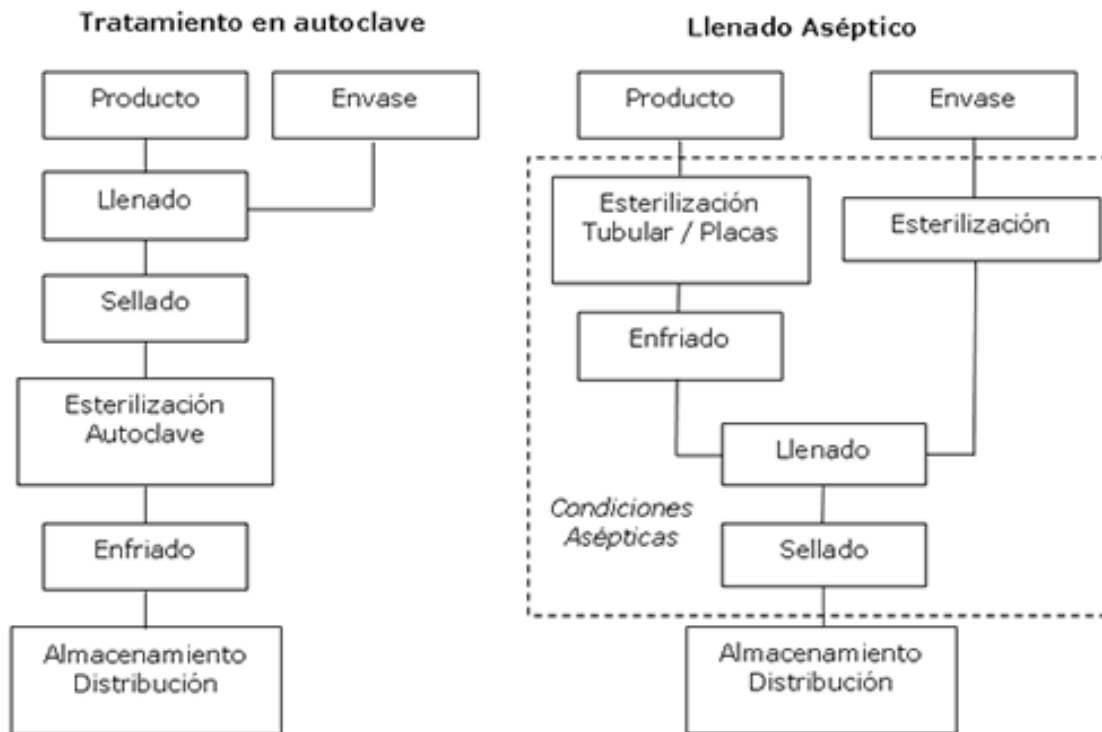 Tratamiento en autoclave
Producto
Envase
Llenado
Sellado
Esterilización
Autoclave
Enfriado
Almacenamiento
Distribución
Llenado Aséptico
Producto
Envase
Esterilización
Tubular / Placas
Esterilización
Enfriado
Llenado
Condiciones
Asépticas
Sellado
Almacenamiento
Distribución